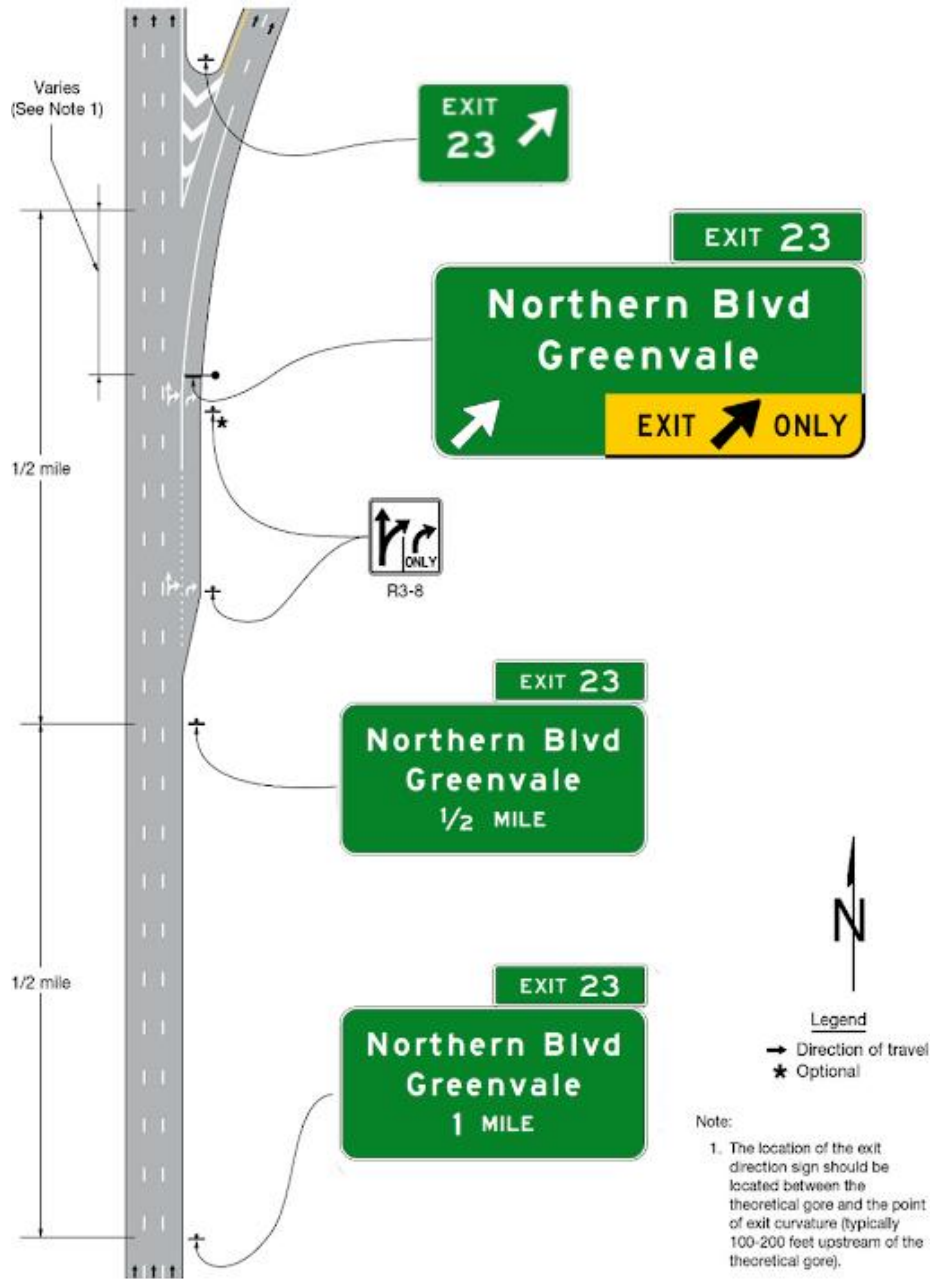 Varies
(See Note 1)
EXIT
23
EXIT 23
Northern Blvd
Greenvale
EXIT ONLY
1/2 mile
ONLY
R3-8
EXIT 23
Northern Blvd
Greenvale
1/2 MILE
1/2 mile
EXIT 23
Northern Blvd
Greenvale
1 MILE
N
Legend
Direction of travel
* Optional
Note:
1. The location of the exit
direction sign should be
located between the
theoretical gore and the point
of exit curvature (typically
100-200 feet upstream of the
theoretical gore).